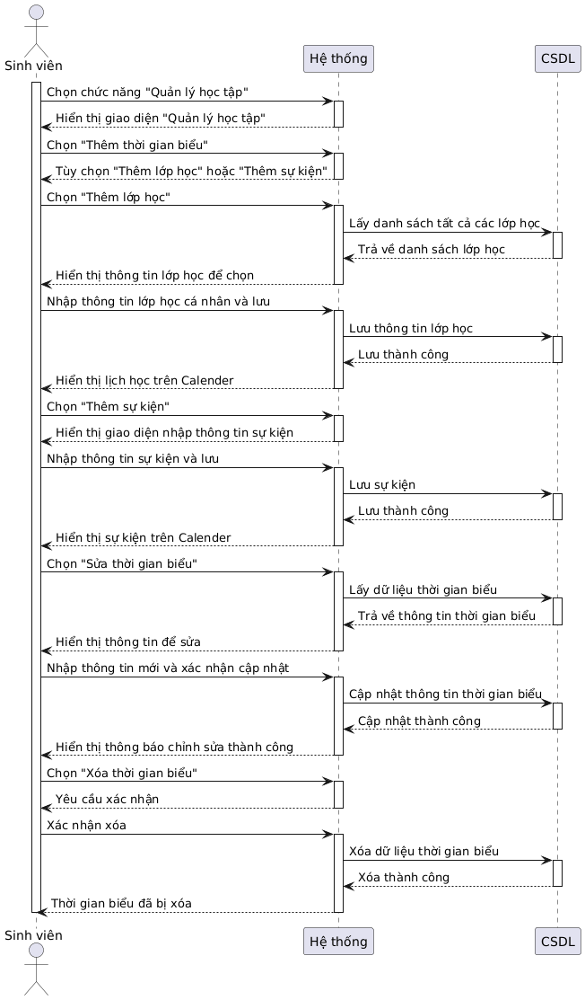 Sinh viên
Hệ thống
CSDL
Chọn chức năng "Quản lý học tập"
Hiển thị giao diện "Quản lý học tập"
Chọn "Thêm thời gian biểu"
Tùy chọn "Thêm lớp học" hoặc "Thêm sự kiện"
Chọn "Thêm lớp học"
Lấy danh sách tất cả các lớp học
Trả về danh sách lớp học
Hiển thị thông tin lớp học để chọn
Nhập thông tin lớp học cá nhân và lưu
Lưu thông tin lớp học
Lưu thành công
Hiển thị lịch học trên Calender
Chọn "Thêm sự kiện"
Hiển thị giao diện nhập thông tin sự kiện
Nhập thông tin sự kiện và lưu
Lưu sự kiện
Lưu thành công
Hiển thị sự kiện trên Calender
Chọn "Sửa thời gian biểu"
Lấy dữ liệu thời gian biểu
Trả về thông tin thời gian biểu
Hiển thị thông tin để sửa
Nhập thông tin mới và xác nhận cập nhật
Cập nhật thông tin thời gian biểu
Cập nhật thành công
Hiển thị thông báo chỉnh sửa thành công
Chọn "Xóa thời gian biểu"
Yêu cầu xác nhận
Xác nhận xóa
Xóa dữ liệu thời gian biểu
Xóa thành công
Thời gian biểu đã bị xóa
Sinh viên
Hệ thống
CSDL